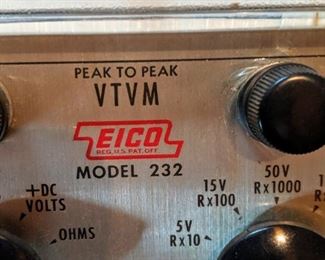 PEAK TO PEAK
VTVM
EICO
REG. U.S. PAT. OFF.
MODEL 232
+DC
VOLTS
OHMS
5V
Rx10
15V
Rx100
50V
Rx1000